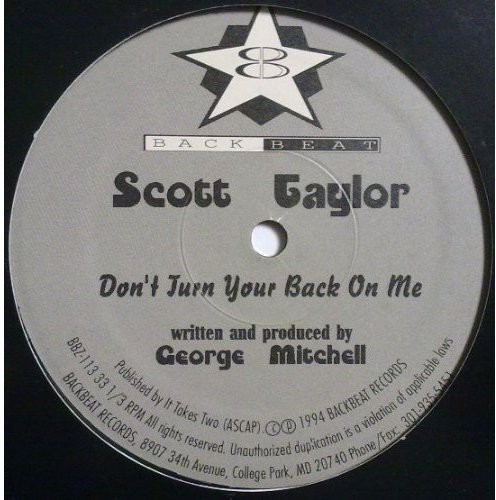 8
BACKBEAT
Scott Taylor
Don't Turn Your Back On Me
written and produced by
George Mitchell
BBZ-113 33 1/3 RPM All rights reserved. Unauthorized duplication is a violation of applicable laws
Published by It Takes Two (ASCAP). ©℗ 1994 BACKBEAT RECORDS
BACKBEAT RECORDS, 8907 34th Avenue, College Park, MD 20740 Phone/Fax: 301-935-